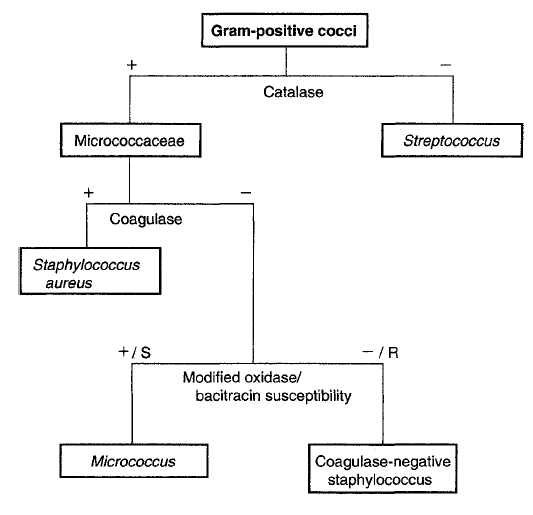 Gram-positive cocci
+ −
Catalase
Micrococcaceae
Streptococcus
+ −
Coagulase
Staphylococcus
aureus
+ / S − / R
Modified oxidase/
bacitracin susceptibility
Micrococcus
Coagulase-negative
staphylococcus